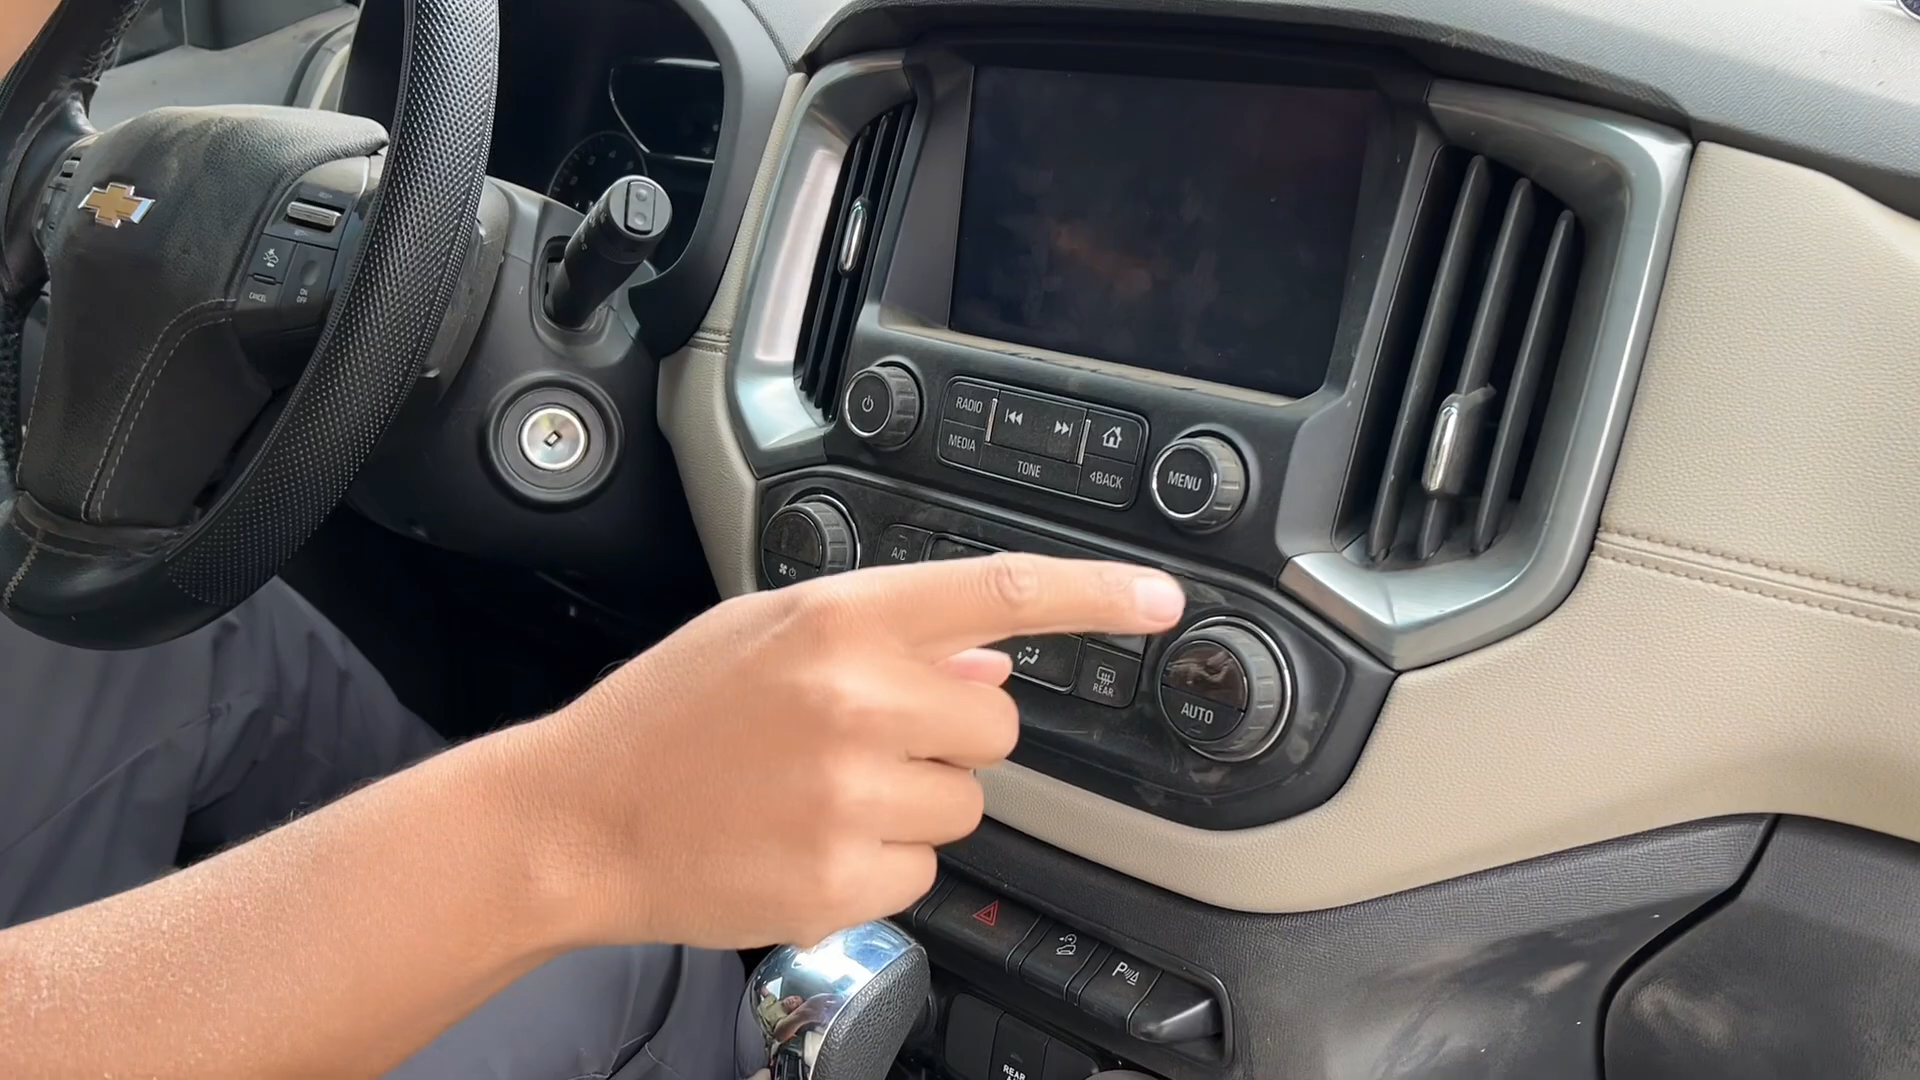 CANCEL
ON
OFF
RADIO
MEDIA
TONE
BACK
MENU
A/C
REAR
AUTO
P
REAR